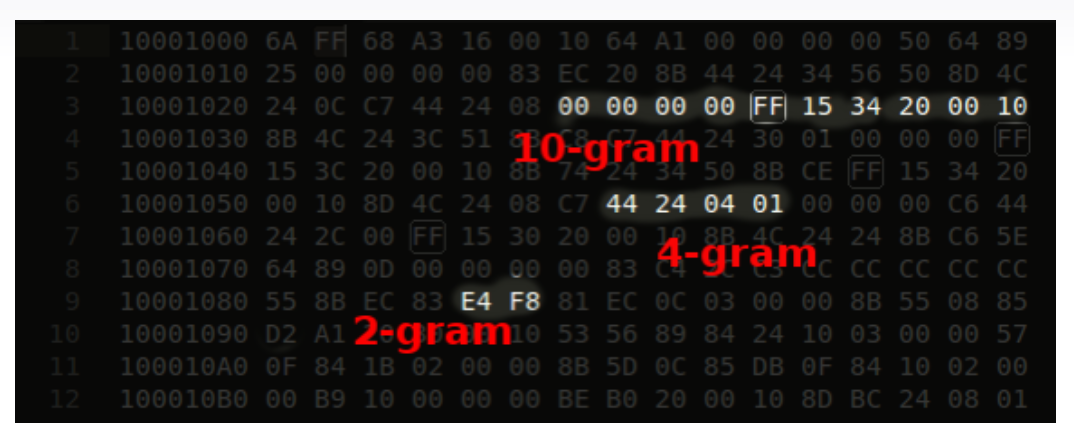 1 10001000 6A FF 68 A3 16 00 10 64 A1 00 00 00 00 50 64 89
2 10001010 25 00 00 00 00 83 EC 20 8B 44 24 34 56 50 8D 4C
3 10001020 24 0C C7 44 24 08 00 00 00 00 FF 15 34 20 00 10
4 10001030 8B 4C 24 3C 51 8B C8 C7 44 24 30 01 00 00 00 FF
10-gram
5 10001040 15 3C 20 00 10 8B 74 24 34 50 8B CE FF 15 34 20
6 10001050 00 10 8D 4C 24 08 C7 44 24 04 01 00 00 00 C6 44
7 10001060 24 2C 00 FF 15 30 20 00 10 8B 4C 24 24 8B C6 5E
4-gram
8 10001070 64 89 0D 00 00 00 00 83 C4 C3 CC CC CC CC CC
9 10001080 55 8B EC 83 E4 F8 81 EC 0C 03 00 00 8B 55 08 85
2-gram
10 10001090 D2 A1 10 53 56 89 84 24 10 03 00 00 57
11 100010A0 0F 84 1B 02 00 00 8B 5D 0C 85 DB 0F 84 10 02 00
12 100010B0 00 B9 10 00 00 00 BE B0 20 00 10 8D BC 24 08 01